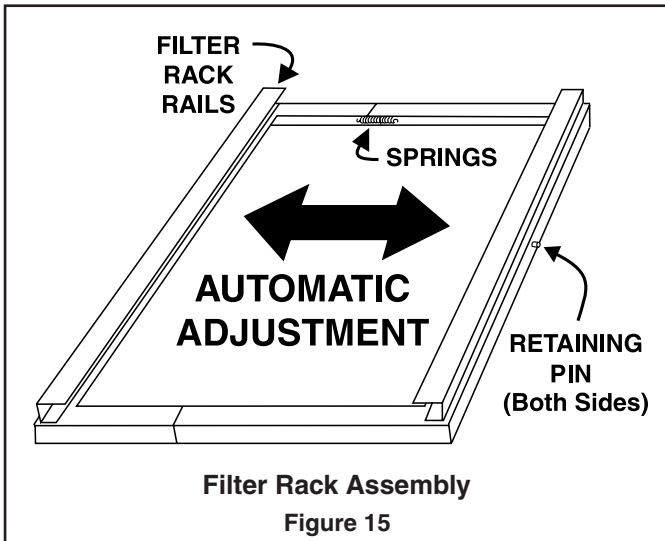 FILTER
RACK
RAILS
SPRINGS
AUTOMATIC
ADJUSTMENT
RETAINING
PIN
(Both Sides)
Filter Rack Assembly
Figure 15